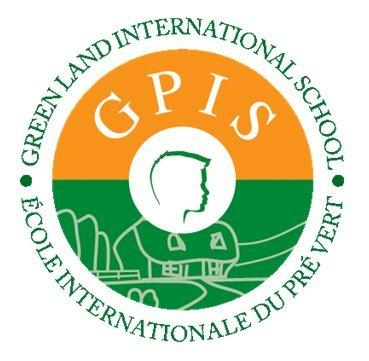 GREEN LAND INTERNATIONAL SCHOOL
GPIS
ÉCOLE INTERNATIONALE DU PRÉ VERT